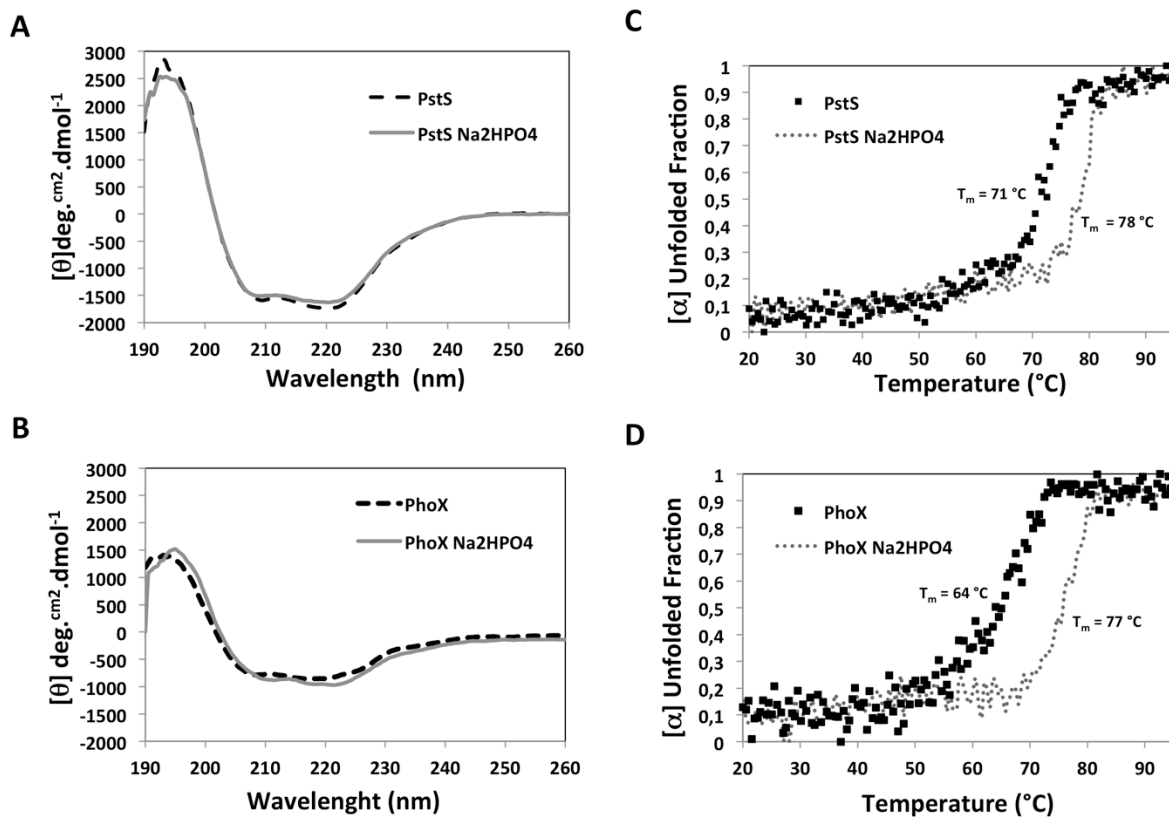 A
[θ]deg.cm2.dmol-1
3000
2500
2000
1500
1000
500
0
-500
-1000
-1500
-2000
PstS
PstS Na2HPO4
190 200 210 220 230 240 250 260
Wavelength (nm)
C
[α] Unfolded Fraction
1
0,9
0,8
0,7
0,6
0,5
0,4
0,3
0,2
0,1
0
PstS
PstS Na2HPO4
Tm = 71 °C
Tm = 78 °C
20 30 40 50 60 70 80 90
Temperature (°C)
B
[θ] deg.cm2.dmol-1
3000
2500
2000
1500
1000
500
0
-500
-1000
-1500
-2000
PhoX
PhoX Na2HPO4
190 200 210 220 230 240 250 260
Wavelenght (nm)
D
[α] Unfolded Fraction
1
0,9
0,8
0,7
0,6
0,5
0,4
0,3
0,2
0,1
0
PhoX
PhoX Na2HPO4
Tm = 64 °C
Tm = 77 °C
20 30 40 50 60 70 80 90
Temperature (°C)